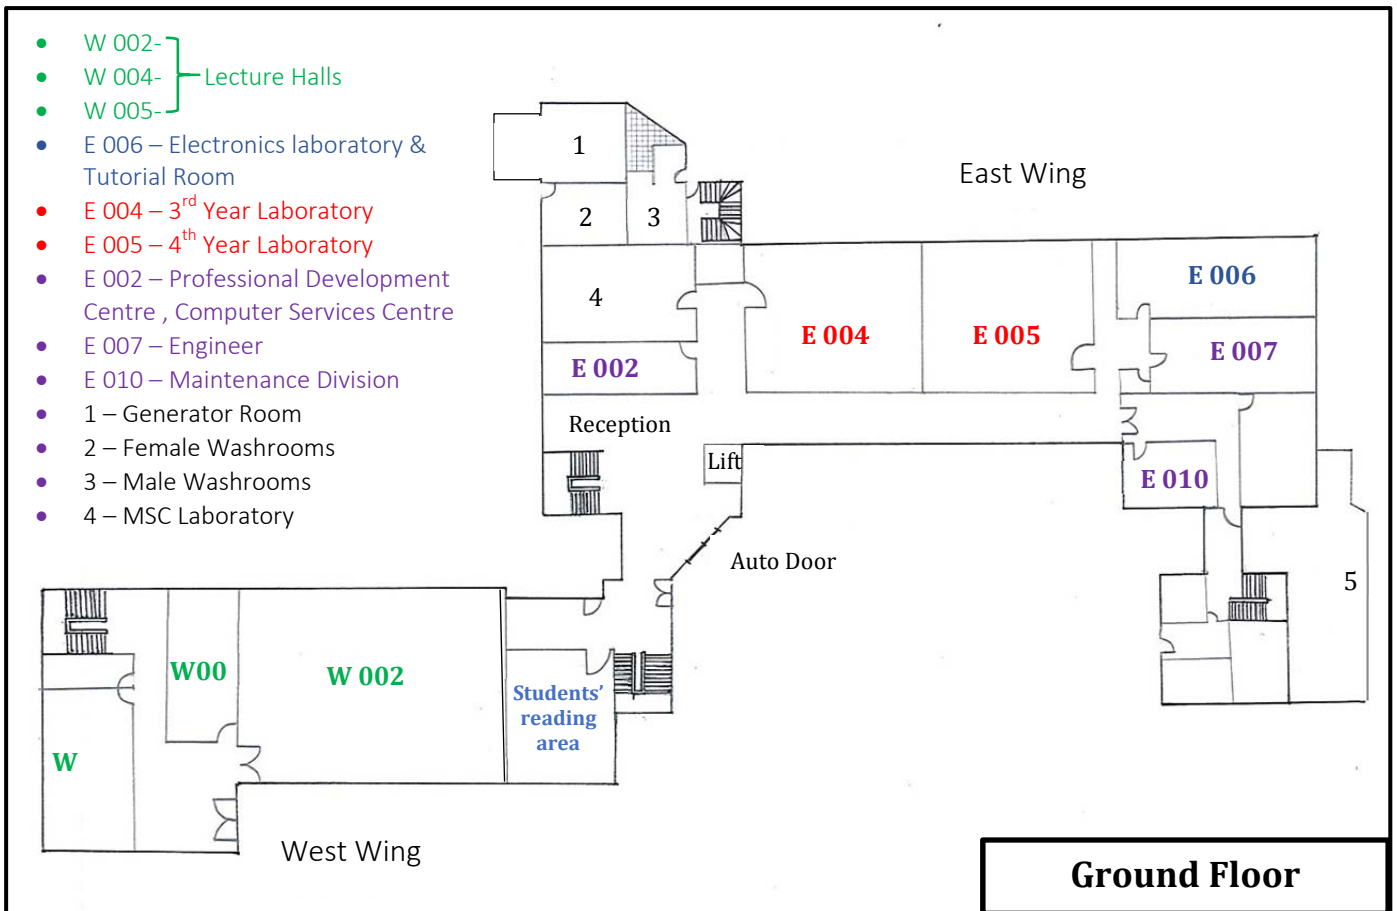 W 002-
W 004-
Lecture Halls
W 005-
E 006 – Electronics laboratory &
Tutorial Room
E 004 – 3rd Year Laboratory
E 005 – 4th Year Laboratory
E 002 – Professional Development
Centre , Computer Services Centre
E 007 – Engineer
E 010 – Maintenance Division
1 – Generator Room
2 – Female Washrooms
3 – Male Washrooms
4 – MSC Laboratory
1
East Wing
2
3
4
E 006
E 004
E 005
E 007
E 002
Reception
Lift
E 010
Auto Door
5
W00
W 002
Students’
reading
area
W
West Wing
Ground Floor